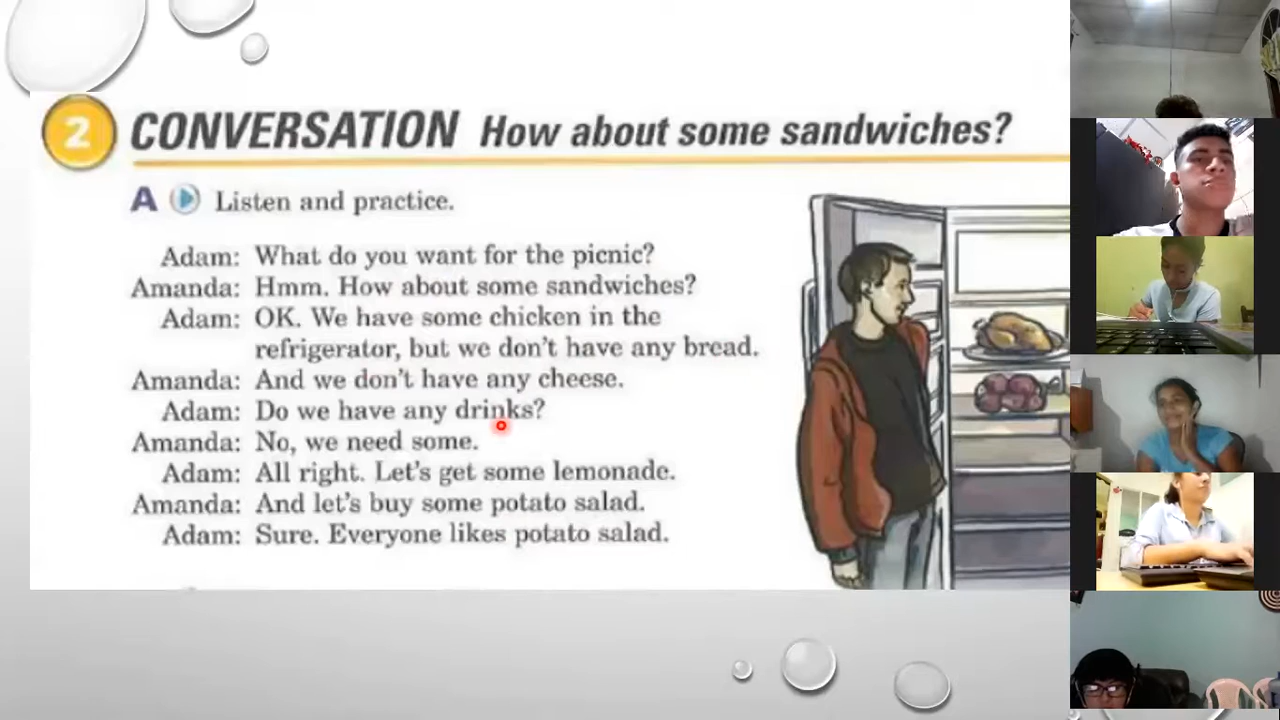 2 CONVERSATION How about some sandwiches?
A Listen and practice.
Adam: What do you want for the picnic?
Amanda: Hmm. How about some sandwiches?
Adam: OK. We have some chicken in the
refrigerator, but we don't have any bread.
Amanda: And we don't have any cheese.
Adam: Do we have any drinks?
Amanda: No, we need some.
Adam: All right. Let's get some lemonade.
Amanda: And let's buy some potato salad.
Adam: Sure. Everyone likes potato salad.